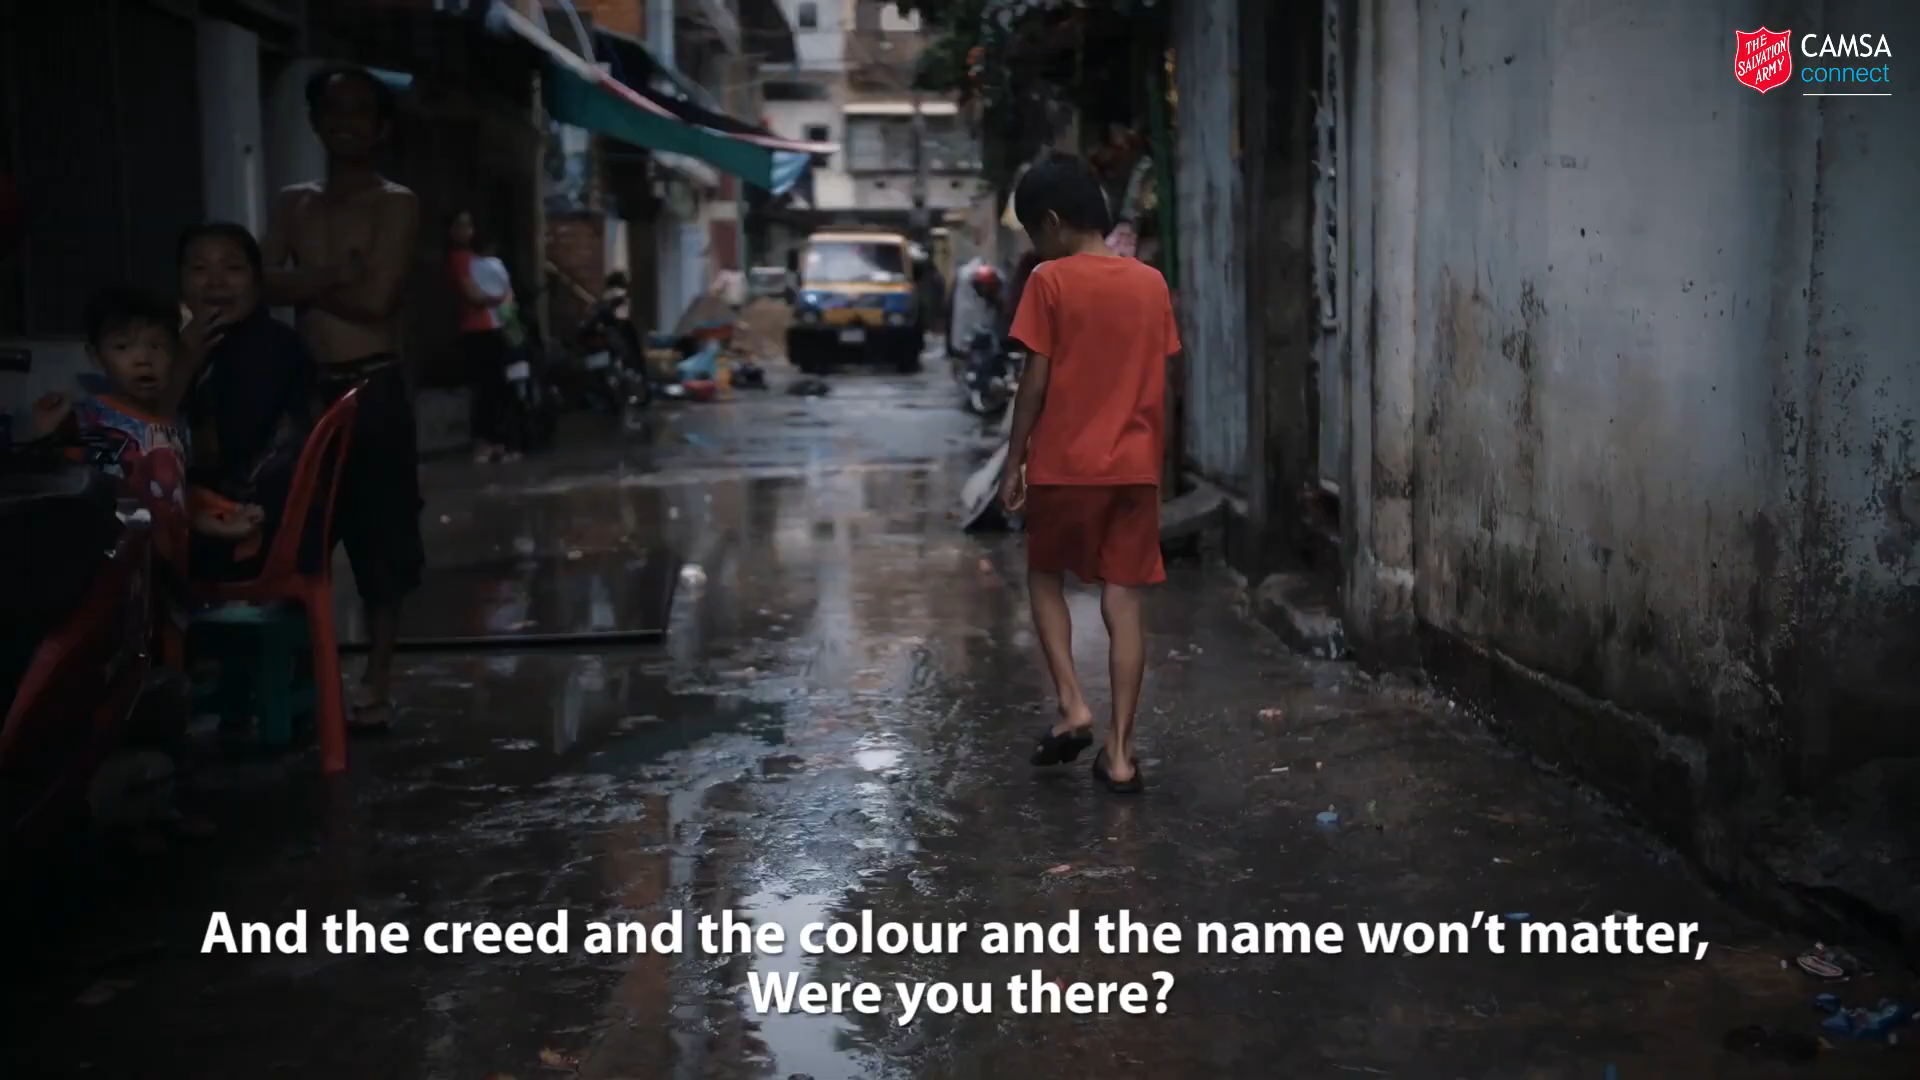 THE
SALVATION
ARMY
CAMSA
connect
And the creed and the colour and the name won’t matter,
Were you there?